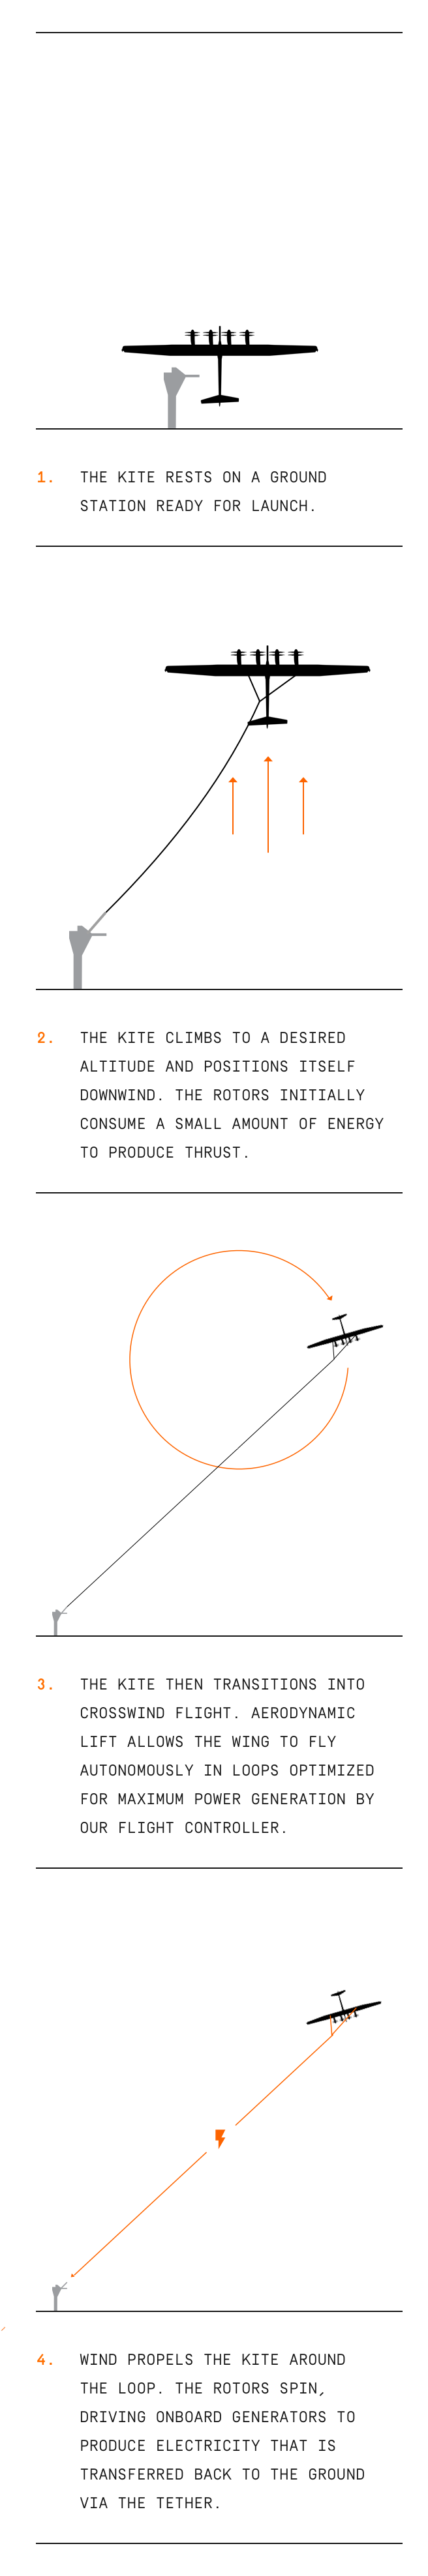 1. THE KITE RESTS ON A GROUND
STATION READY FOR LAUNCH.
2. THE KITE CLIMBS TO A DESIRED
ALTITUDE AND POSITIONS ITSELF
DOWNWIND. THE ROTORS INITIALLY
CONSUME A SMALL AMOUNT OF ENERGY
TO PRODUCE THRUST.
3. THE KITE THEN TRANSITIONS INTO
CROSSWIND FLIGHT. AERODYNAMIC
LIFT ALLOWS THE WING TO FLY
AUTONOMOUSLY IN LOOPS OPTIMIZED
FOR MAXIMUM POWER GENERATION BY
OUR FLIGHT CONTROLLER.
4. WIND PROPELS THE KITE AROUND
THE LOOP. THE ROTORS SPIN,
DRIVING ONBOARD GENERATORS TO
PRODUCE ELECTRICITY THAT IS
TRANSFERRED BACK TO THE GROUND
VIA THE TETHER.